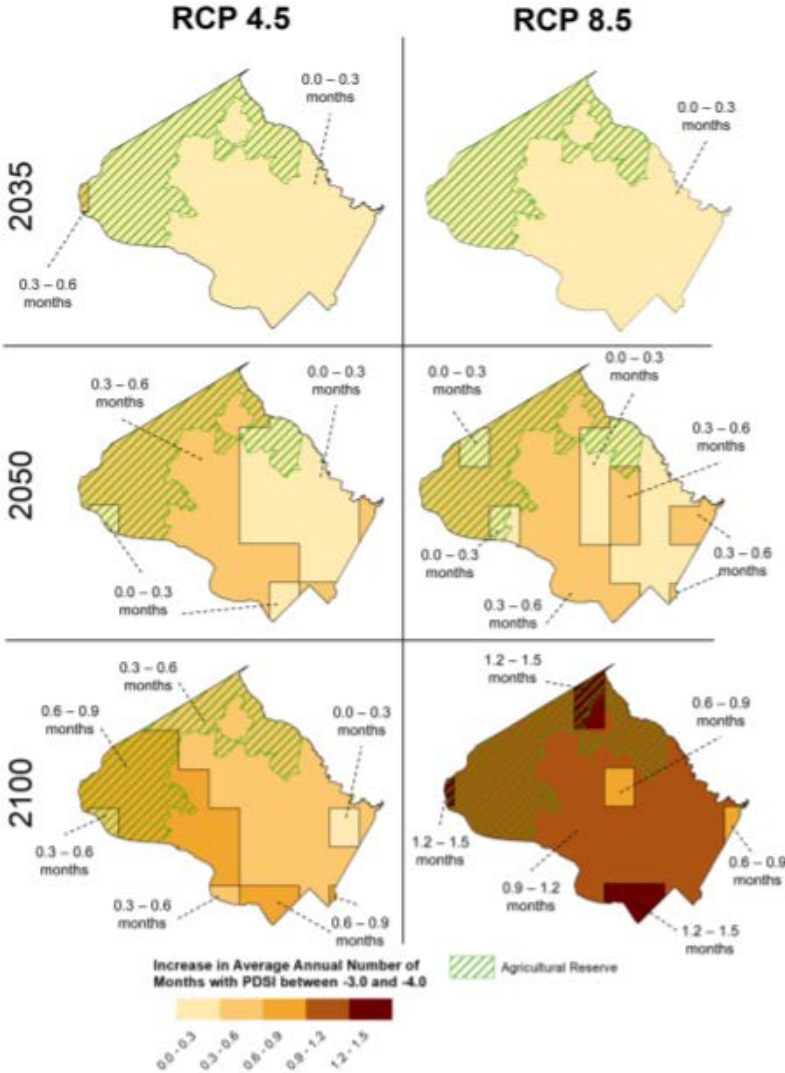 RCP 4.5
RCP 8.5
2035
0.0 – 0.3
months
0.3 – 0.6
months
0.0 – 0.3
months
2050
0.3 – 0.6
months
0.0 – 0.3
months
0.0 – 0.3
months
0.0 – 0.3
months
0.0 – 0.3
months
0.3 – 0.6
months
0.0 – 0.3
months
0.3 – 0.6
months
0.3 – 0.6
months
2100
0.3 – 0.6
months
0.6 – 0.9
months
0.0 – 0.3
months
0.3 – 0.6
months
0.3 – 0.6
months
0.6 – 0.9
months
1.2 – 1.5
months
0.6 – 0.9
months
1.2 – 1.5
months
0.9 – 1.2
months
0.6 – 0.9
months
1.2 – 1.5
months
Increase in Average Annual Number of
Months with PDSI between -3.0 and -4.0
0.0 - 0.3
0.3 - 0.6
0.6 - 0.9
0.9 - 1.2
1.2 - 1.5
Agricultural Reserve